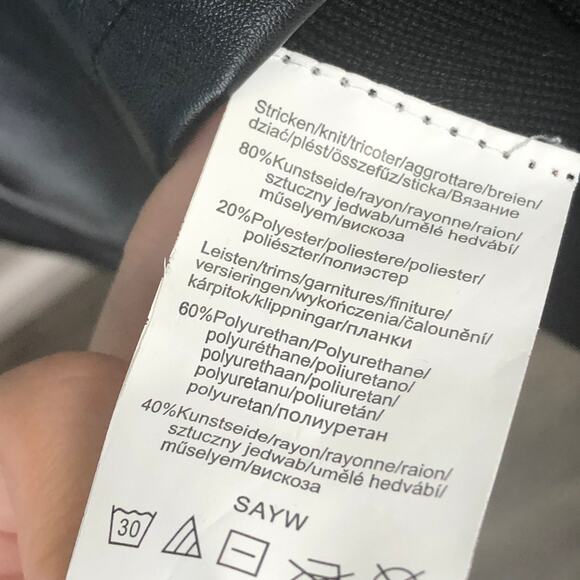 Stricken/knit/tricoter/aggrottare/breien/
dziać/plést/összefűz/sticka/Вязание
80%Kunstseide/rayon/rayonne/raion/
sztuczny jedwab/umělé hedvábí/
műselyem/вискоза
20%Polyester/poliestere/poliester/
poliészter/полиэстер
Leisten/trims/garnitures/finiture/
versieringen/wykończenia/čalounění/
kárpitok/klippningar/планки
60%Polyurethan/Polyurethane/
polyuréthane/poliuretano/
polyurethaan/poliuretan/
polyuretanu/poliuretán/
polyuretan/полиуретан
40%Kunstseide/rayon/rayonne/raion/
sztuczny jedwab/umělé hedvábí/
műselyem/вискоза
SAYW
30